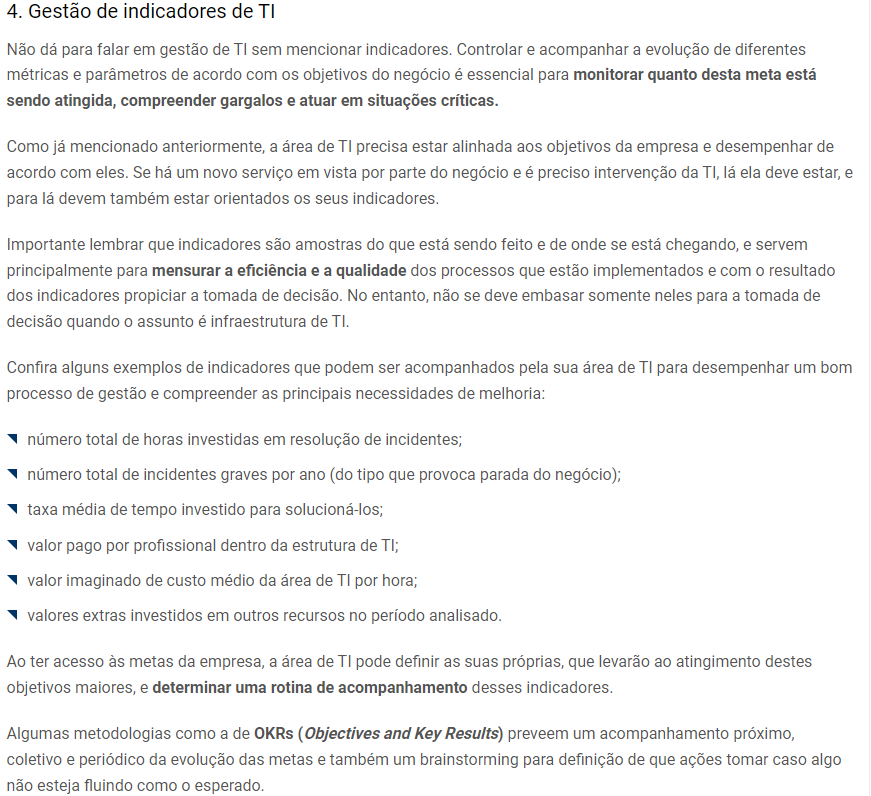 4. Gestão de indicadores de TI
Não dá para falar em gestão de TI sem mencionar indicadores. Controlar e acompanhar a evolução de diferentes
métricas e parâmetros de acordo com os objetivos do negócio é essencial para monitorar quanto desta meta está
sendo atingida, compreender gargalos e atuar em situações críticas.
Como já mencionado anteriormente, a área de TI precisa estar alinhada aos objetivos da empresa e desempenhar de
acordo com eles. Se há um novo serviço em vista por parte do negócio e é preciso intervenção da TI, lá ela deve estar, e
para lá devem também estar orientados os seus indicadores.
Importante lembrar que indicadores são amostras do que está sendo feito e de onde se está chegando, e servem
principalmente para mensurar a eficiência e a qualidade dos processos que estão implementados e com o resultado
dos indicadores propiciar a tomada de decisão. No entanto, não se deve embasar somente neles para a tomada de
decisão quando o assunto é infraestrutura de TI.
Confira alguns exemplos de indicadores que podem ser acompanhados pela sua área de TI para desempenhar um bom
processo de gestão e compreender as principais necessidades de melhoria:
número total de horas investidas em resolução de incidentes;
número total de incidentes graves por ano (do tipo que provoca parada do negócio);
taxa média de tempo investido para solucioná-los;
valor pago por profissional dentro da estrutura de TI;
valor imaginado de custo médio da área de TI por hora;
valores extras investidos em outros recursos no período analisado.
Ao ter acesso às metas da empresa, a área de TI pode definir as suas próprias, que levarão ao atingimento destes
objetivos maiores, e determinar uma rotina de acompanhamento desses indicadores.
Algumas metodologias como a de OKRs (Objectives and Key Results) preveem um acompanhamento próximo,
coletivo e periódico da evolução das metas e também um brainstorming para definição de que ações tomar caso algo
não esteja fluindo como o esperado.